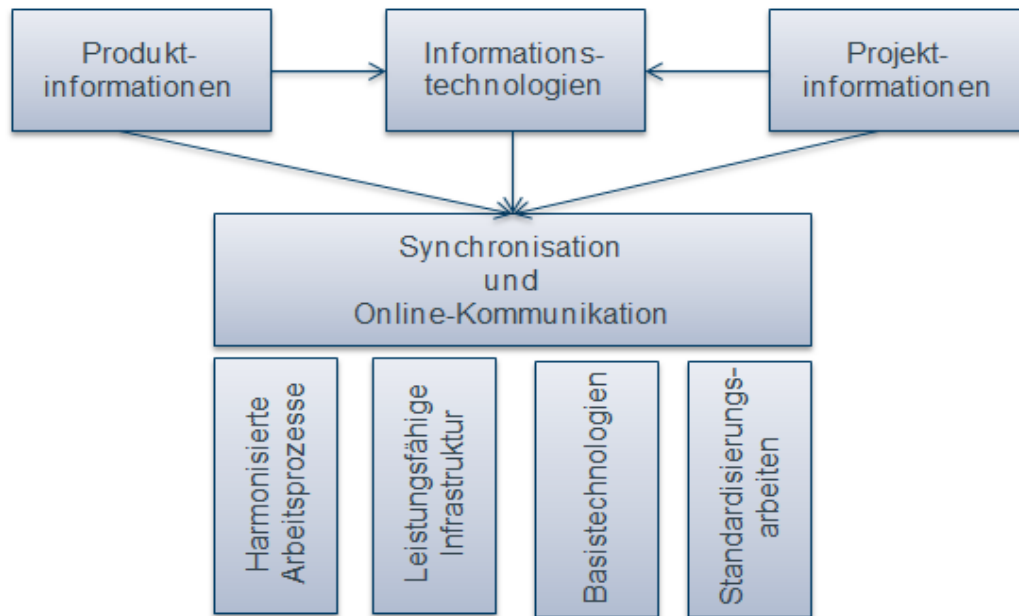 Produkt-
informationen
Informations-
technologien
Projekt-
informationen
Synchronisation
und
Online-Kommunikation
Harmonisierte
Arbeitsprozesse
Leistungsfähige
Infrastruktur
Basistechnologien
Standardisierungs-
arbeiten